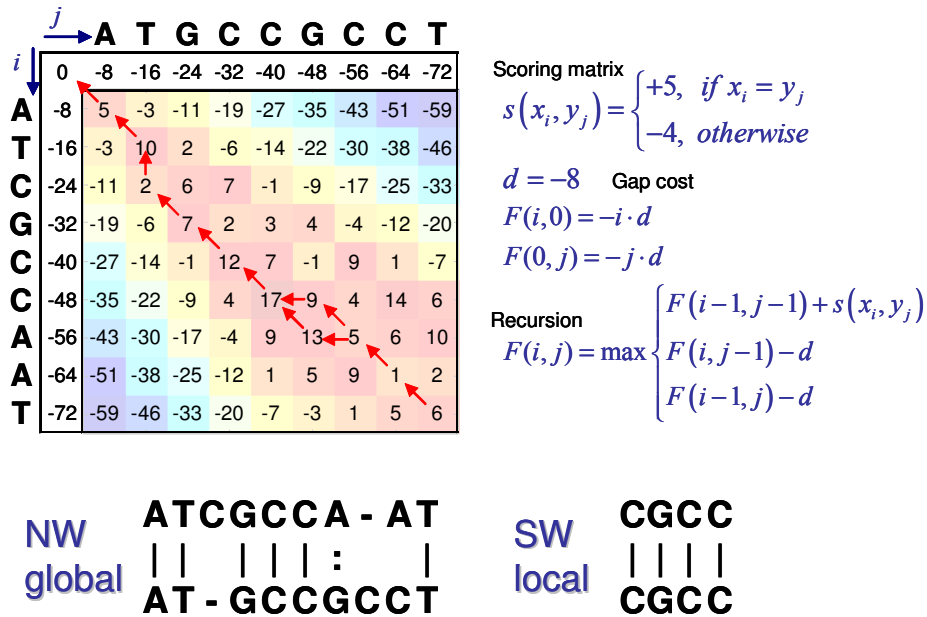 j
i
A T G C C G C C T
0 -8 -16 -24 -32 -40 -48 -56 -64 -72
A -8 5 -3 -11 -19 -27 -35 -43 -51 -59
T -16 -3 10 2 -6 -14 -22 -30 -38 -46
C -24 -11 2 6 7 -1 -9 -17 -25 -33
G -32 -19 -6 7 2 3 4 -4 -12 -20
C -40 -27 -14 -1 12 7 -1 9 1 -7
C -48 -35 -22 -9 4 17 9 4 14 6
A -56 -43 -30 -17 -4 9 13 5 6 10
A -64 -51 -38 -25 -12 1 5 9 1 2
T -72 -59 -46 -33 -20 -7 -3 1 5 6
Scoring matrix
s(x_i, y_j) = { +5, if x_i = y_j
−4, otherwise
d = −8 Gap cost
F(i,0) = −i · d
F(0, j) = −j · d
Recursion
F(i, j) = max { F(i−1, j−1) + s(x_i, y_j)
F(i, j−1) − d
F(i−1, j) − d
NW
global
ATCGCCA-AT
|| ||| : |
AT-GCCGCCT
SW
local
CGCC
||||
CGCC